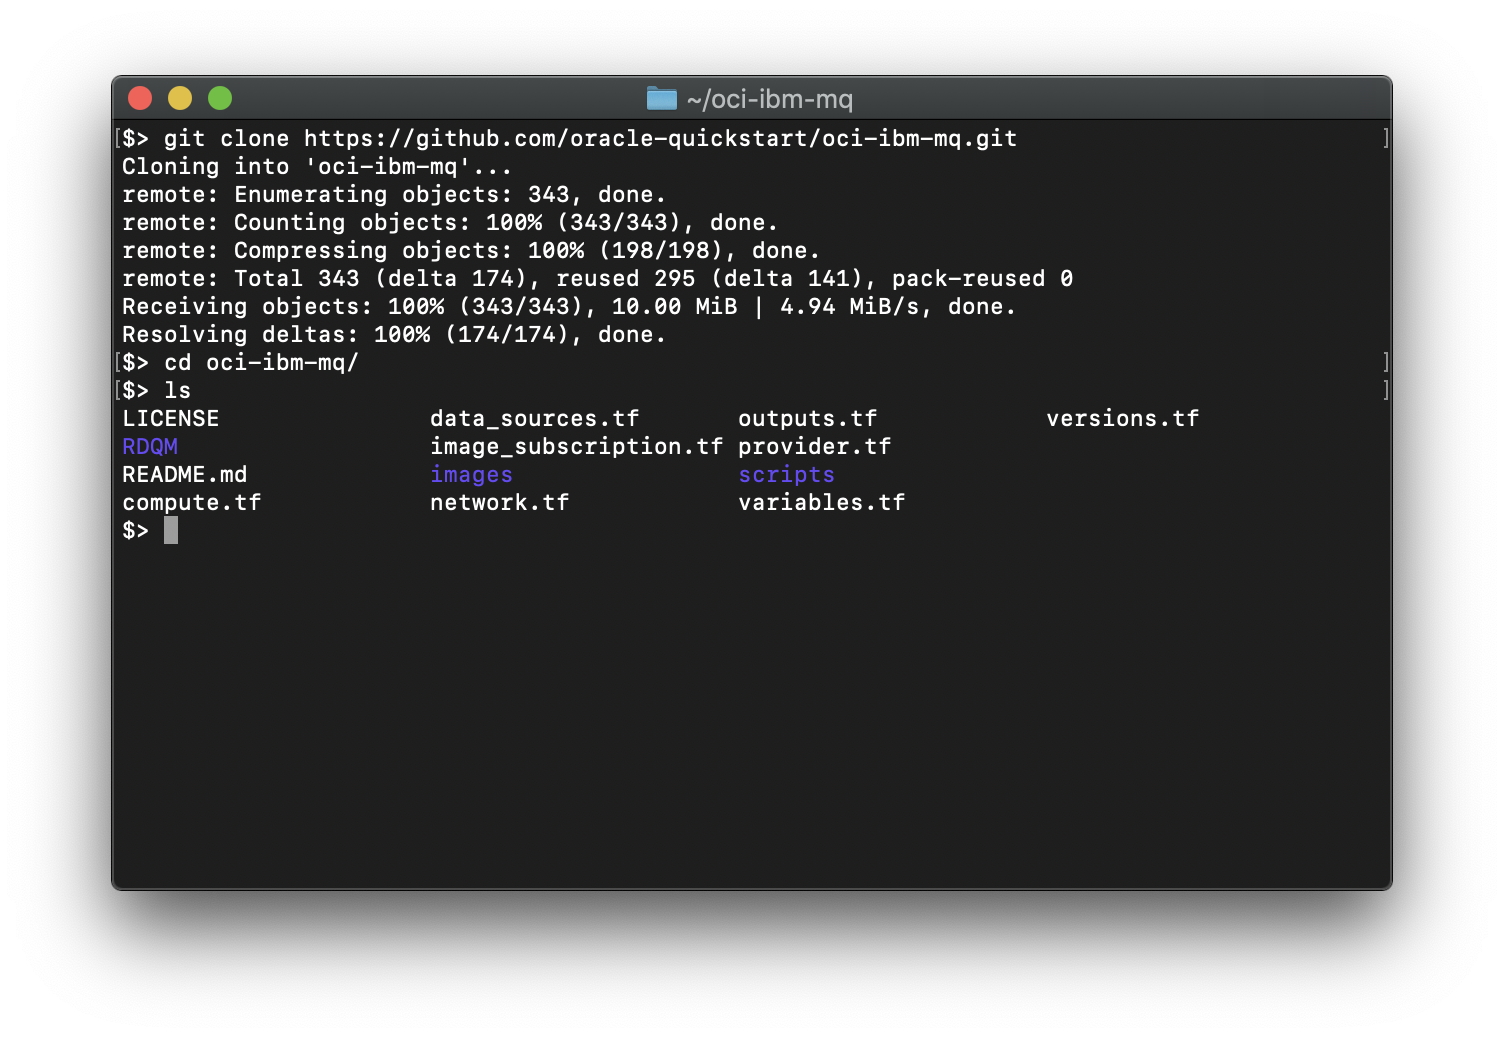 ~/oci-ibm-mq
[$> git clone https://github.com/oracle-quickstart/oci-ibm-mq.git ]
Cloning into 'oci-ibm-mq'...
remote: Enumerating objects: 343, done.
remote: Counting objects: 100% (343/343), done.
remote: Compressing objects: 100% (198/198), done.
remote: Total 343 (delta 174), reused 295 (delta 141), pack-reused 0
Receiving objects: 100% (343/343), 10.00 MiB | 4.94 MiB/s, done.
Resolving deltas: 100% (174/174), done.
[$> cd oci-ibm-mq/ ]
[$> ls ]
LICENSE data_sources.tf outputs.tf versions.tf
RDQM image_subscription.tf provider.tf
README.md images scripts
compute.tf network.tf variables.tf
$>